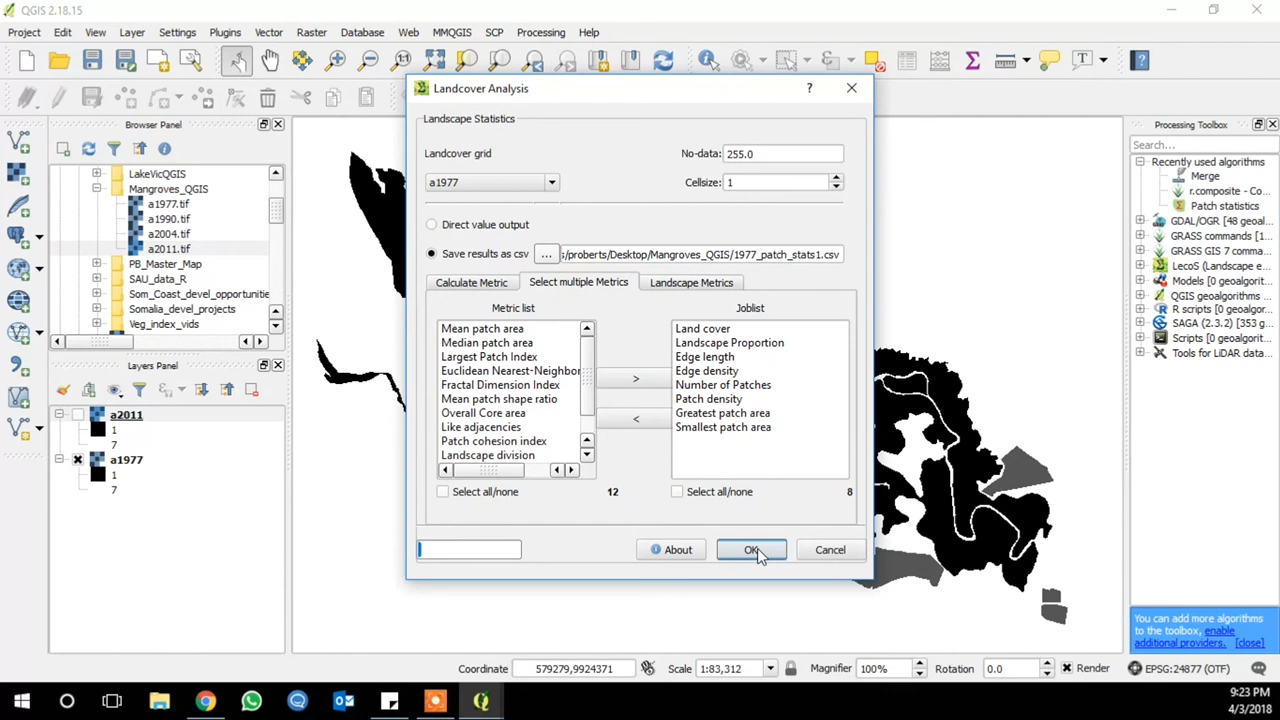 QGIS 2.18.15
Project Edit View Layer Settings Plugins Vector Raster Database Web MMQGIS SCP Processing Help
Browser Panel
LakeVicQGIS
Mangroves_QGIS
a1977.tif
a1990.tif
a2004.tif
a2011.tif
PB_Master_Map
SAU_data_R
Som_Coast_devel_opportunities
Somalia_devel_projects
Veg_index_vids
Layers Panel
a2011
1
7
a1977
1
7
Landcover Analysis
?
Landscape Statistics
Landcover grid
No-data: 255.0
a1977
Cellsize: 1
Direct value output
Save results as csv ... s/proberts/Desktop/Mangroves_QGIS/1977_patch_stats1.csv
Calculate Metric Select multiple Metrics Landscape Metrics
Metric list
Joblist
Mean patch area
Median patch area
Largest Patch Index
Euclidean Nearest-Neighbor
Fractal Dimension Index
Mean patch shape ratio
Overall Core area
Like adjacencies
Patch cohesion index
Landscape division
Land cover
Landscape Proportion
Edge length
Edge density
Number of Patches
Patch density
Greatest patch area
Smallest patch area
>
<
Select all/none 12
Select all/none 8
About OK Cancel
Processing Toolbox
Search...
Recently used algorithms
Merge
r.composite - Co...
Patch statistics
GDAL/OGR [48 geoal...
GRASS commands [1...
GRASS GIS 7 comma...
LecoS (Landscape e...
Models [0 geoalgorit...
QGIS geoalgorithms ...
R scripts [0 geoalgor...
SAGA (2.3.2) [353 g...
Tools for LiDAR data...
You can add more algorithms
to the toolbox, enable
additional providers. [close]
Coordinate 579279,9924371 Scale 1:83,312 Magnifier 100% Rotation 0.0 Render EPSG:24877 (OTF)
9:23 PM
4/3/2018